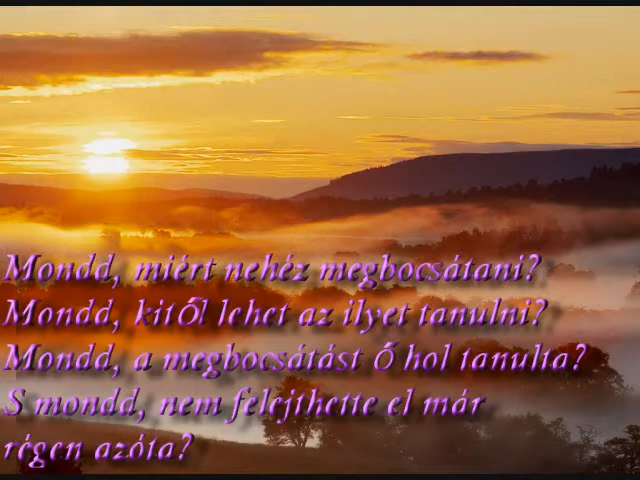 Mondd, miért nehéz megbocsátani?
Mondd, kitől lehet az ilyet tanulni?
Mondd, a megbocsátást ő hol tanulta?
S mondd, nem felejthette el már
régen azóta?